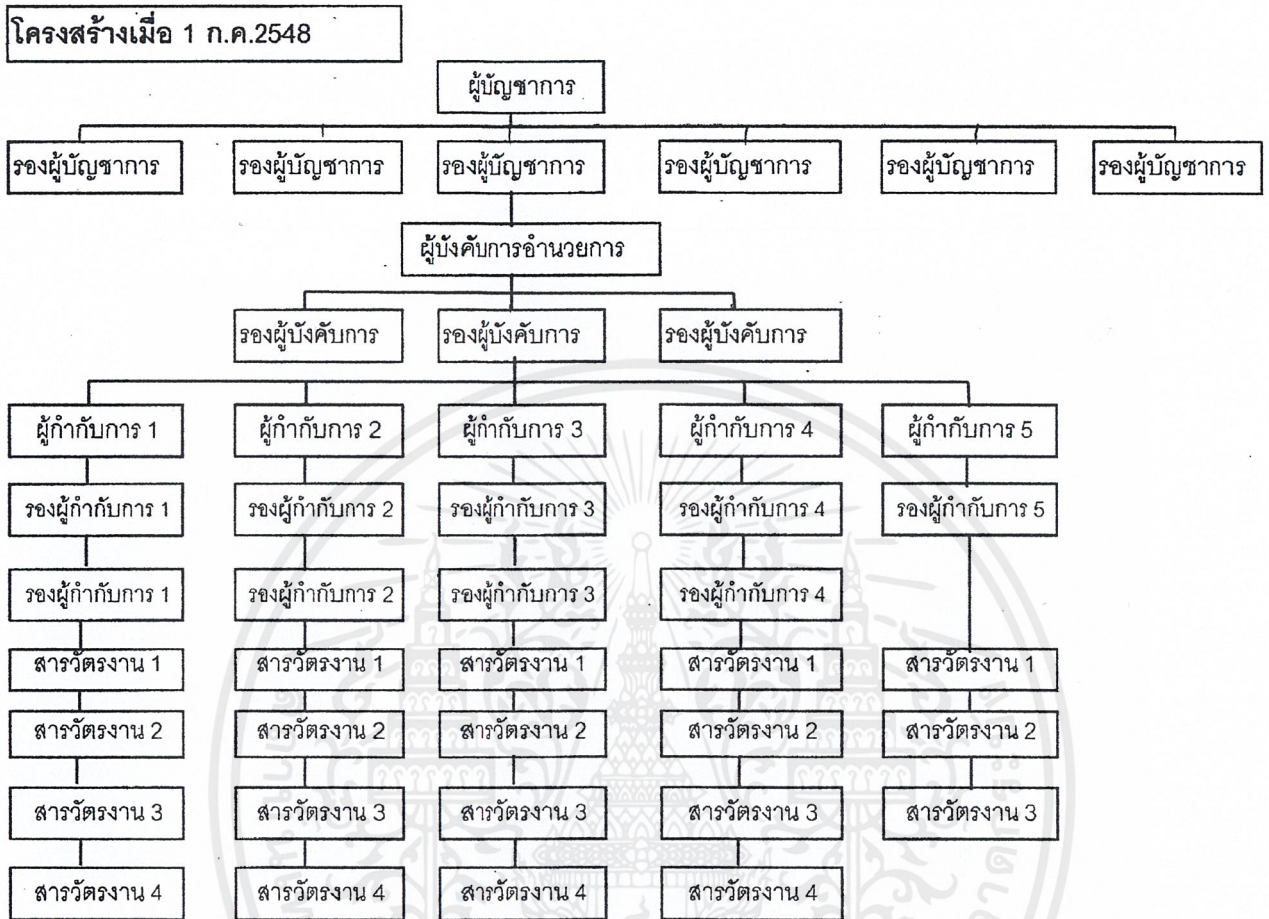 โครงสร้างเมื่อ 1 ก.ค.2548
ผู้บัญชาการ
รองผู้บัญชาการ รองผู้บัญชาการ รองผู้บัญชาการ รองผู้บัญชาการ รองผู้บัญชาการ รองผู้บัญชาการ
ผู้บังคับการอำนวยการ
รองผู้บังคับการ รองผู้บังคับการ รองผู้บังคับการ
ผู้กำกับการ 1 ผู้กำกับการ 2 ผู้กำกับการ 3 ผู้กำกับการ 4 ผู้กำกับการ 5
รองผู้กำกับการ 1 รองผู้กำกับการ 2 รองผู้กำกับการ 3 รองผู้กำกับการ 4 รองผู้กำกับการ 5
รองผู้กำกับการ 1 รองผู้กำกับการ 2 รองผู้กำกับการ 3 รองผู้กำกับการ 4
สารวัตรงาน 1 สารวัตรงาน 1 สารวัตรงาน 1 สารวัตรงาน 1 สารวัตรงาน 1
สารวัตรงาน 2 สารวัตรงาน 2 สารวัตรงาน 2 สารวัตรงาน 2 สารวัตรงาน 2
สารวัตรงาน 3 สารวัตรงาน 3 สารวัตรงาน 3 สารวัตรงาน 3 สารวัตรงาน 3
สารวัตรงาน 4 สารวัตรงาน 4 สารวัตรงาน 4 สารวัตรงาน 4